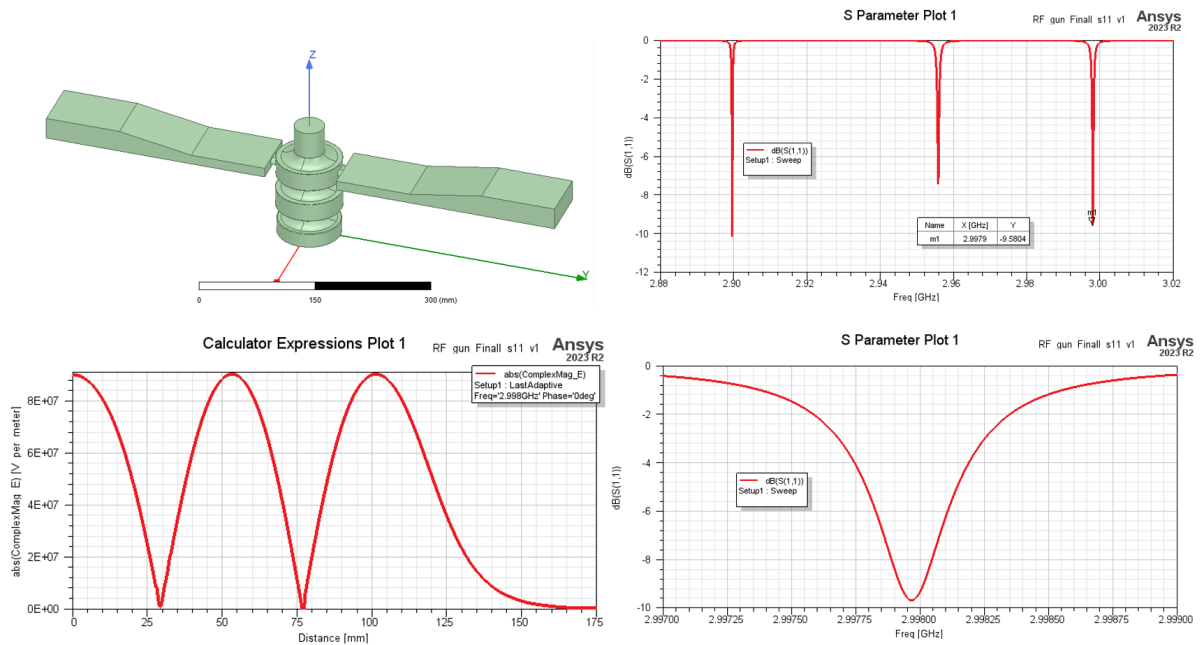 Z
Y
0
150
300 (mm)
S Parameter Plot 1
RF gun Finall s11 v1
Ansys
2023 R2
0
-2
-4
-6
-8
-10
-12
dB(S(1,1))
dB(S(1,1))
Setup1 : Sweep
m1
Name X [GHz] Y
m1 2.9979 -9.5804
2.88 2.90 2.92 2.94 2.96 2.98 3.00 3.02
Freq [GHz]
Calculator Expressions Plot 1
RF gun Finall s11 v1
Ansys
2023 R2
abs(ComplexMag_E)
Setup1 : LastAdaptive
Freq='2.998GHz' Phase='0deg'
8E+07
6E+07
4E+07
2E+07
0E+00
abs(ComplexMag E) [V per meter]
0 25 50 75 100 125 150 175
Distance [mm]
S Parameter Plot 1
RF gun Finall s11 v1
Ansys
2023 R2
0
-2
-4
-6
-8
-10
dB(S(1,1))
dB(S(1,1))
Setup1 : Sweep
2.99700 2.99725 2.99750 2.99775 2.99800 2.99825 2.99850 2.99875 2.99900
Freq [GHz]